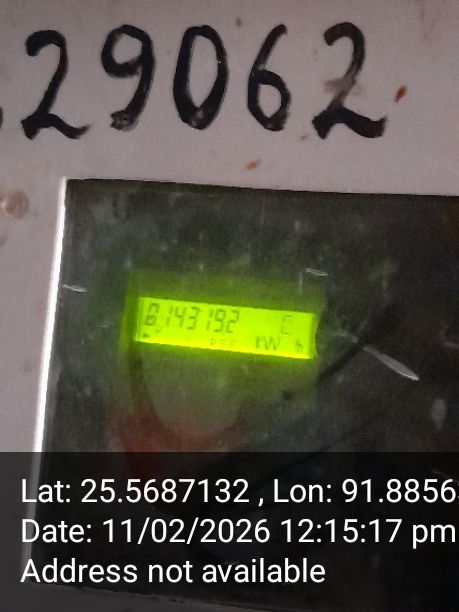 29062
0143192 C
kW h
Lat: 25.5687132 , Lon: 91.8856
Date: 11/02/2026 12:15:17 pm
Address not available